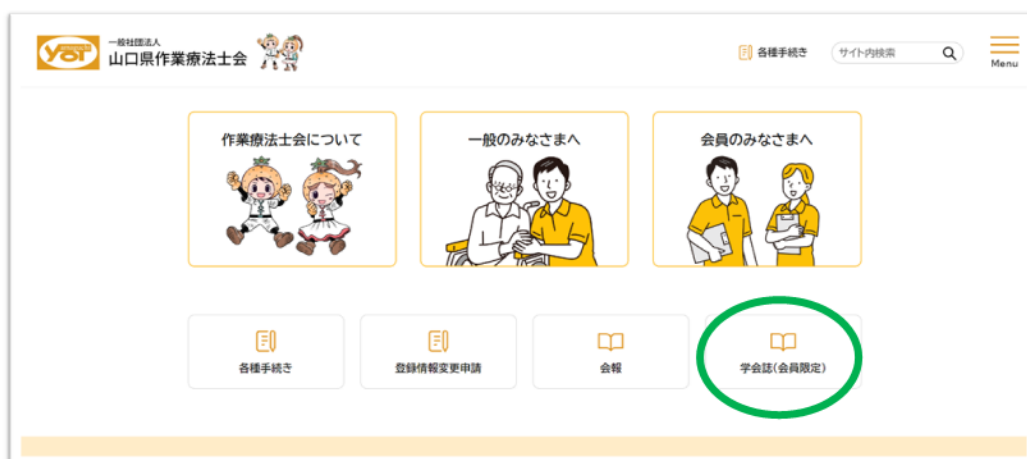 yamaguchi
yot
一般社団法人
山口県作業療法士会
各種手続き
サイト内検索
Menu
作業療法士会について
一般のみなさまへ
会員のみなさまへ
各種手続き
登録情報変更申請
会報
学会誌(会員限定)